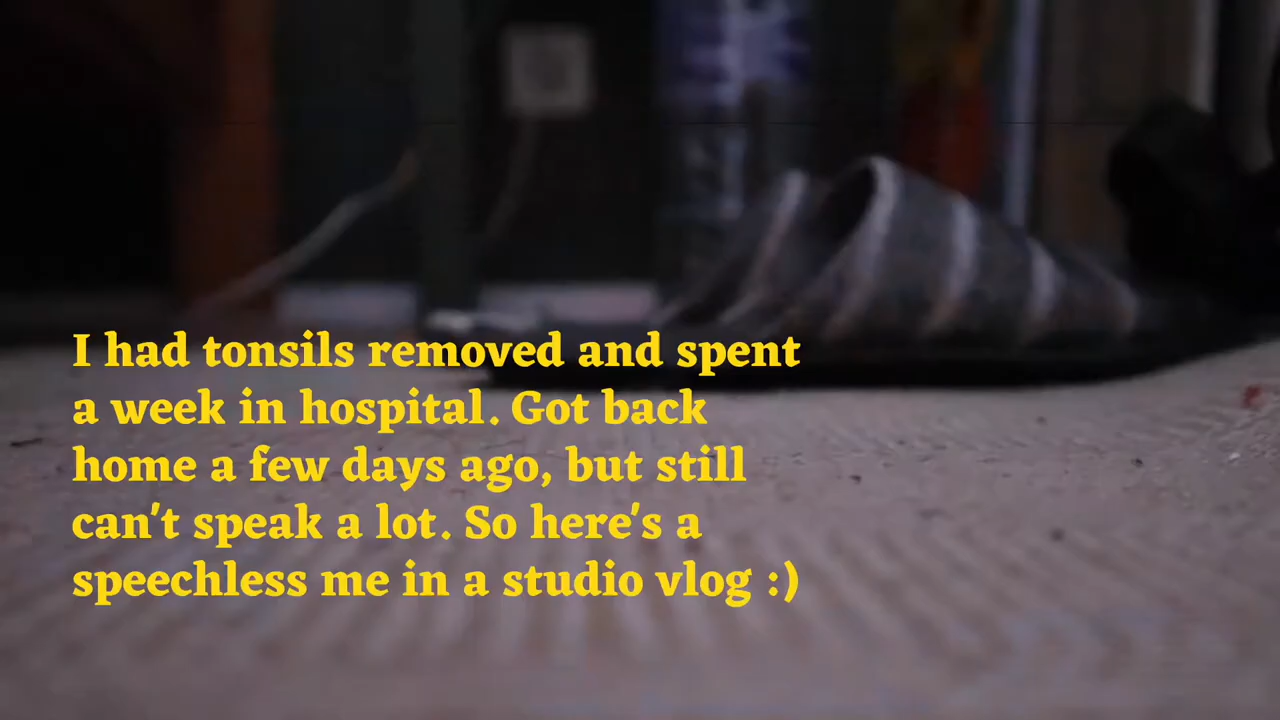 I had tonsils removed and spent
a week in hospital. Got back
home a few days ago, but still
can't speak a lot. So here's a
speechless me in a studio vlog :)